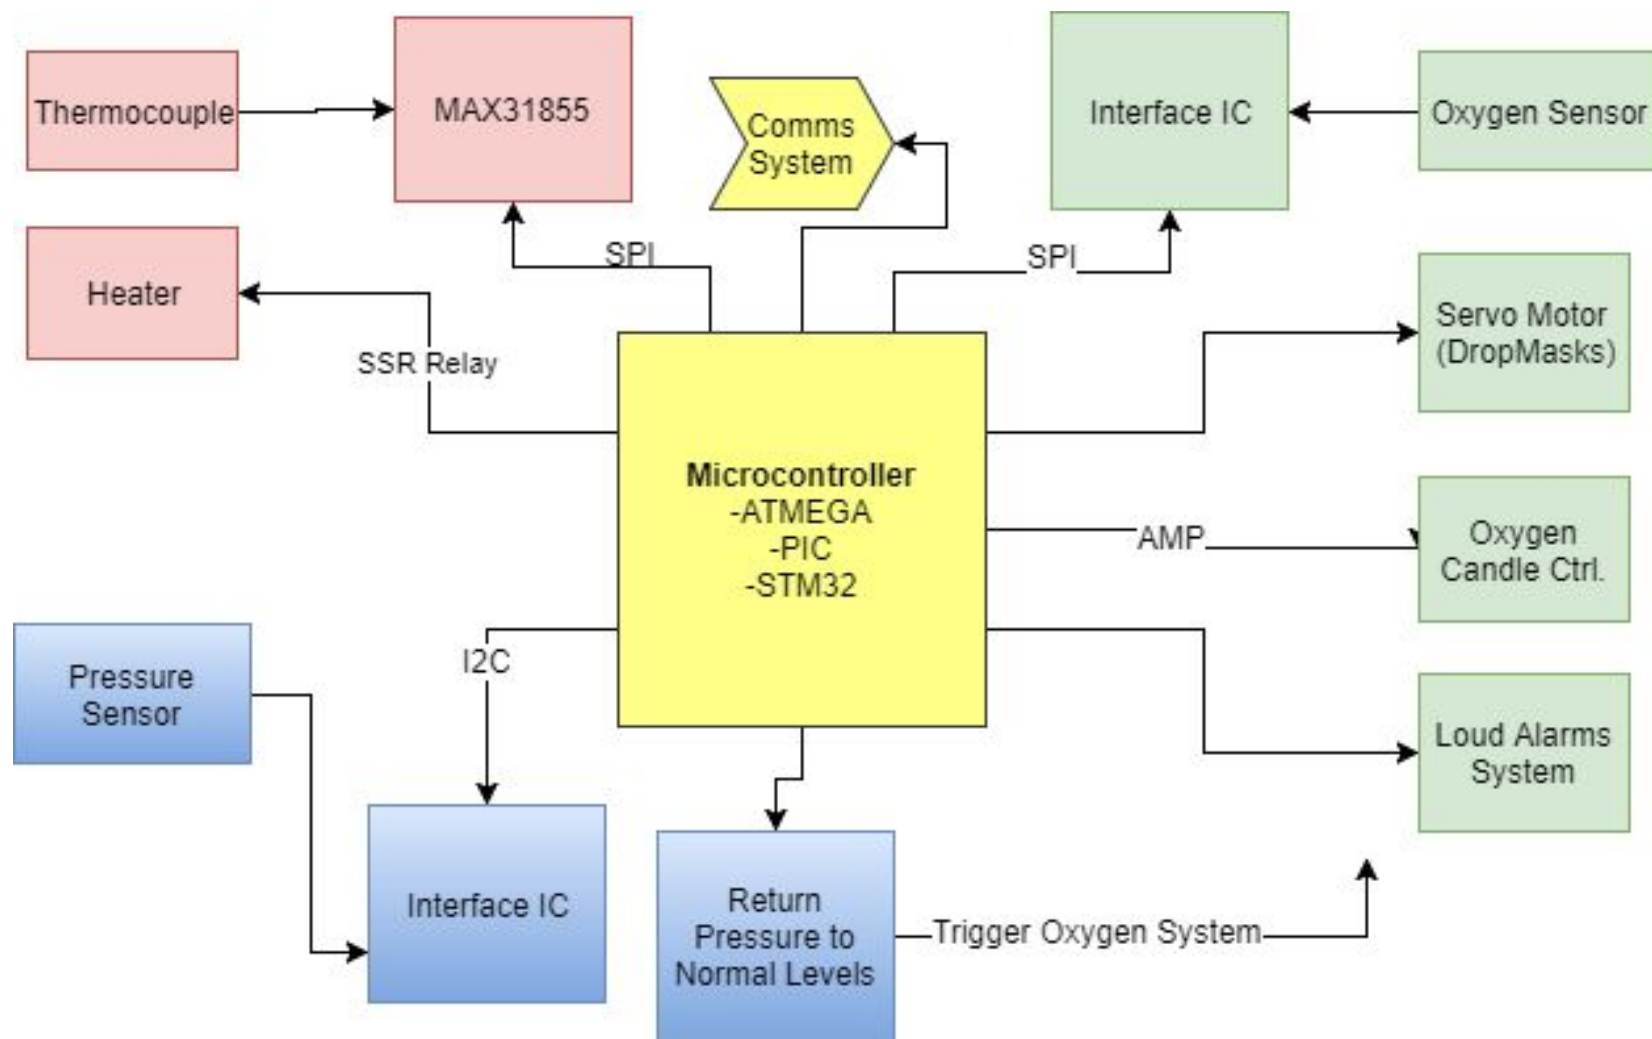 Thermocouple
MAX31855
Comms
System
Interface IC
Oxygen Sensor
SPI
SPI
Heater
SSR Relay
Servo Motor
(DropMasks)
Microcontroller
-ATMEGA
-PIC
-STM32
AMP
Oxygen
Candle Ctrl.
I2C
Pressure
Sensor
Loud Alarms
System
Interface IC
Return
Pressure to
Normal Levels
Trigger Oxygen System